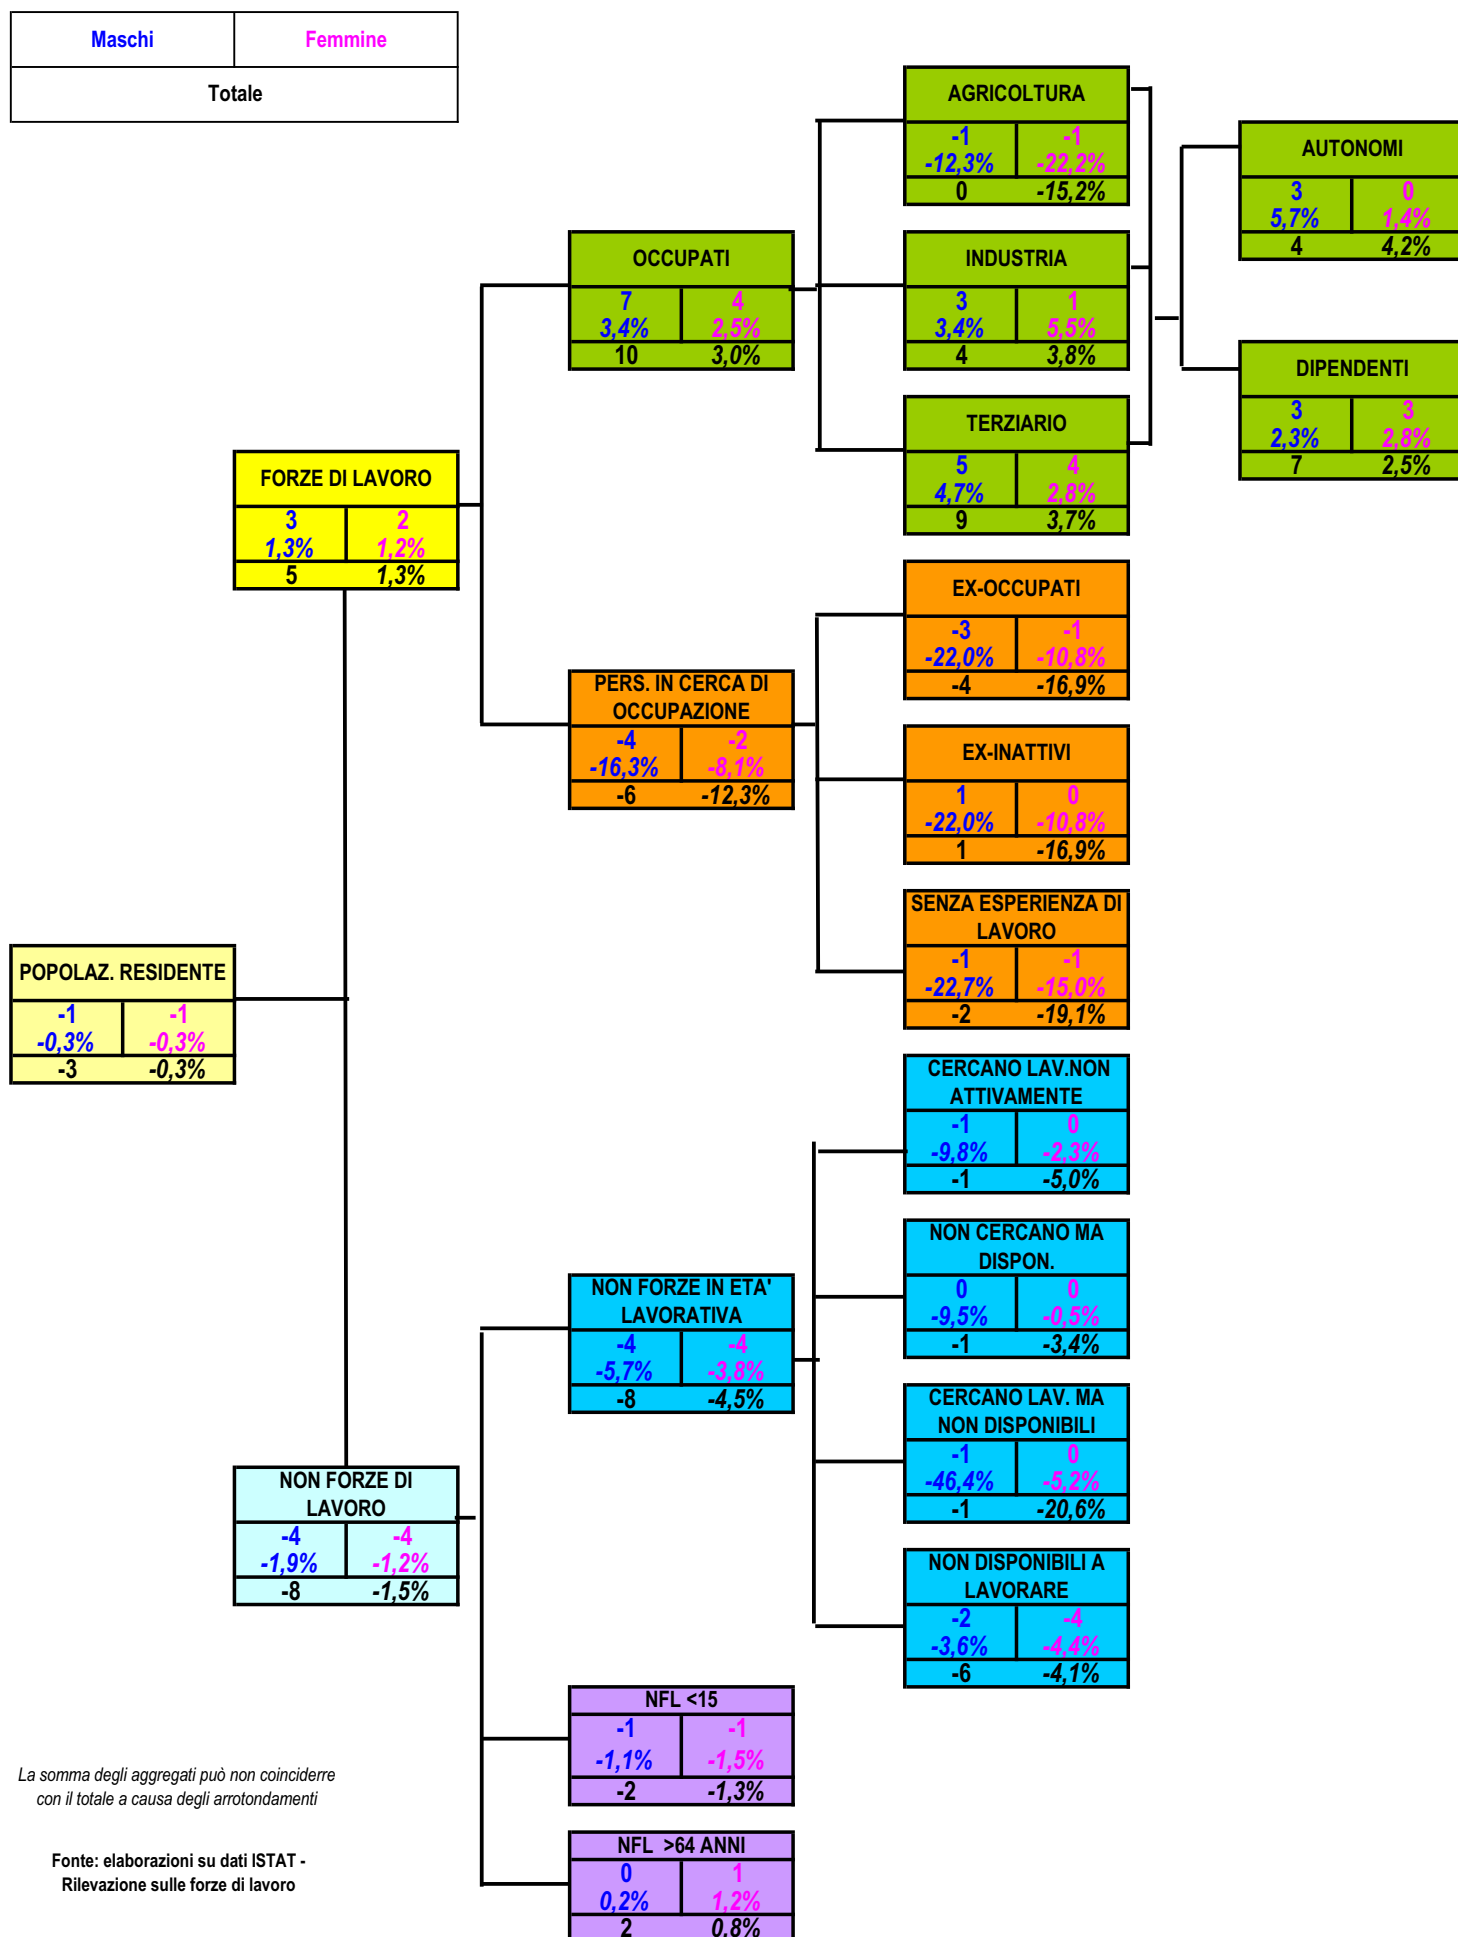 Maschi Femmine
Totale
AGRICOLTURA
-1 -1
-12,3% -22,2%
0 -15,2%
AUTONOMI
3 0
5,7% 1,4%
4 4,2%
OCCUPATI
7 4
3,4% 2,5%
10 3,0%
INDUSTRIA
3 1
3,4% 5,5%
4 3,8%
DIPENDENTI
3 3
2,3% 2,8%
7 2,5%
TERZIARIO
5 4
4,7% 2,8%
9 3,7%
FORZE DI LAVORO
3 2
1,3% 1,2%
5 1,3%
EX-OCCUPATI
-3 -1
-22,0% -10,8%
-4 -16,9%
PERS. IN CERCA DI
OCCUPAZIONE
-4 -2
-16,3% -8,1%
-6 -12,3%
EX-INATTIVI
1 0
-22,0% -10,8%
1 -16,9%
SENZA ESPERIENZA DI
LAVORO
-1 -1
-22,7% -15,0%
-2 -19,1%
POPOLAZ. RESIDENTE
-1 -1
-0,3% -0,3%
-3 -0,3%
CERCANO LAV.NON
ATTIVAMENTE
-1 0
-9,8% -2,3%
-1 -5,0%
NON CERCANO MA
DISPON.
0 0
-9,5% -0,5%
-1 -3,4%
NON FORZE IN ETA'
LAVORATIVA
-4 -4
-5,7% -3,8%
-8 -4,5%
CERCANO LAV. MA
NON DISPONIBILI
-1 0
-46,4% -5,2%
-1 -20,6%
NON FORZE DI
LAVORO
-4 -4
-1,9% -1,2%
-8 -1,5%
NON DISPONIBILI A
LAVORARE
-2 -4
-3,6% -4,4%
-6 -4,1%
NFL <15
-1 -1
-1,1% -1,5%
-2 -1,3%
La somma degli aggregati può non coinciderre
con il totale a causa degli arrotondamenti
NFL >64 ANNI
0 1
0,2% 1,2%
2 0,8%
Fonte: elaborazioni su dati ISTAT -
Rilevazione sulle forze di lavoro